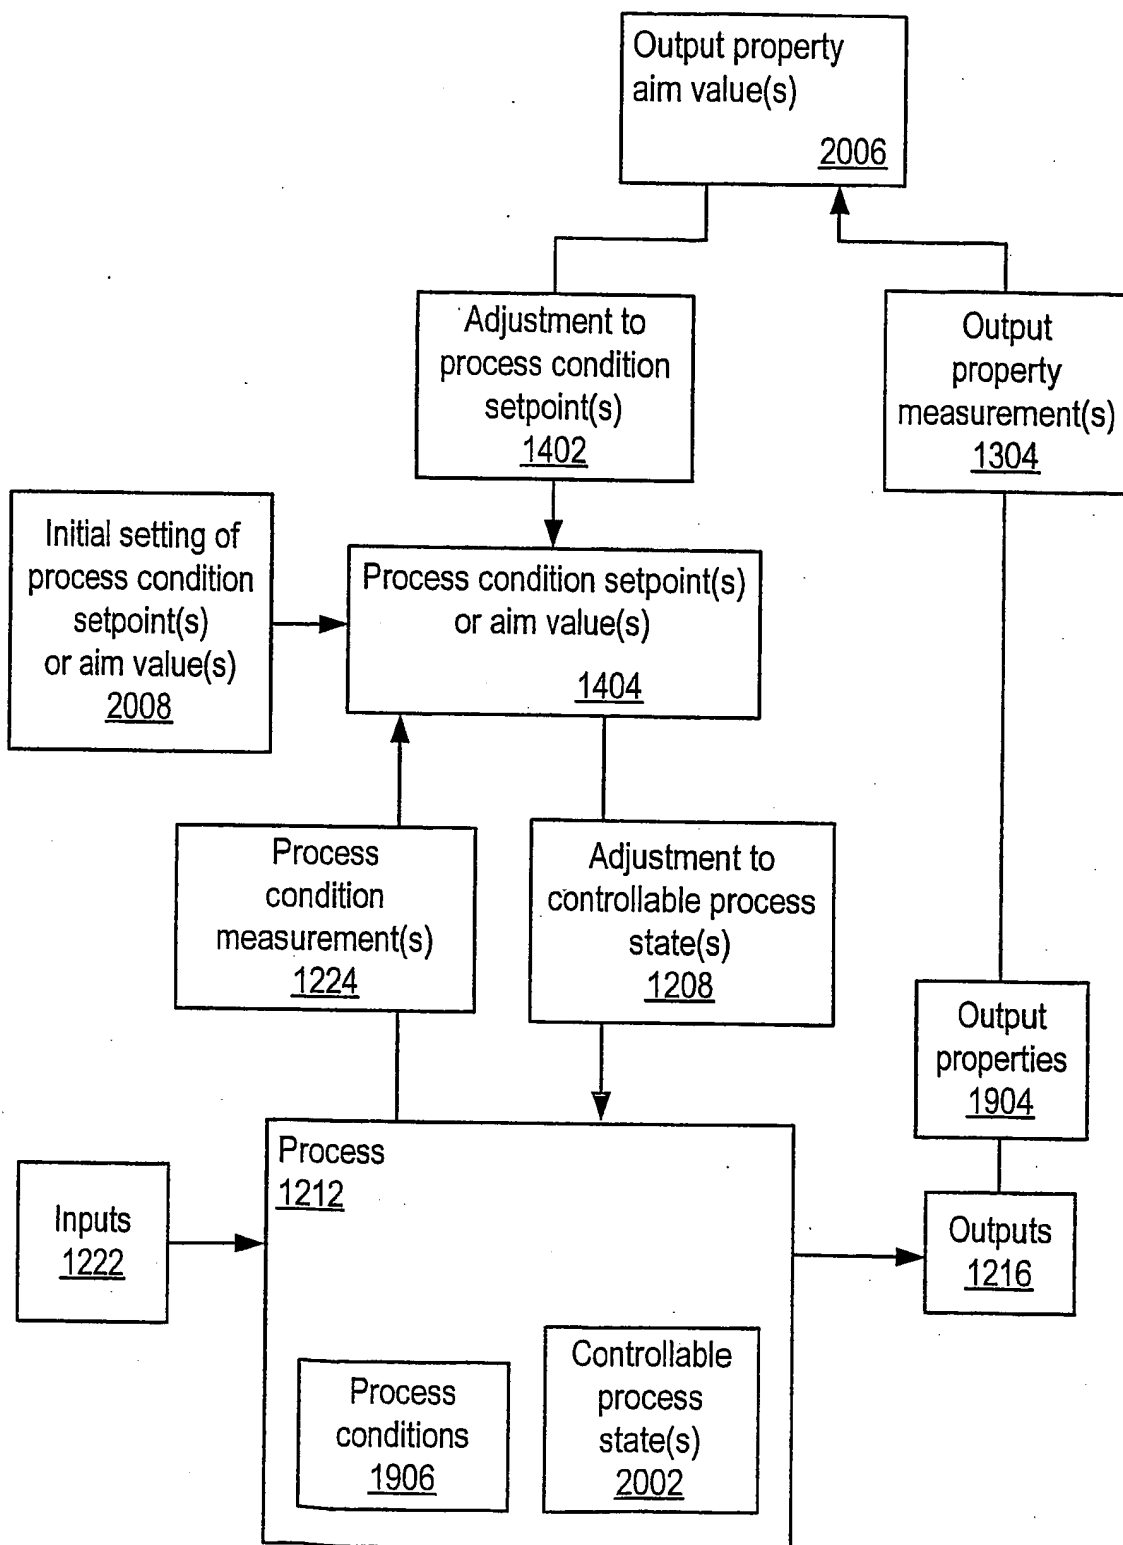 Output property
aim value(s)
2006
Adjustment to
process condition
setpoint(s)
1402
Output
property
measurement(s)
1304
Initial setting of
process condition
setpoint(s)
or aim value(s)
2008
Process condition setpoint(s)
or aim value(s)
1404
Process
condition
measurement(s)
1224
Adjustment to
controllable process
state(s)
1208
Output
properties
1904
Process
1212
Inputs
1222
Outputs
1216
Process
conditions
1906
Controllable
process
state(s)
2002